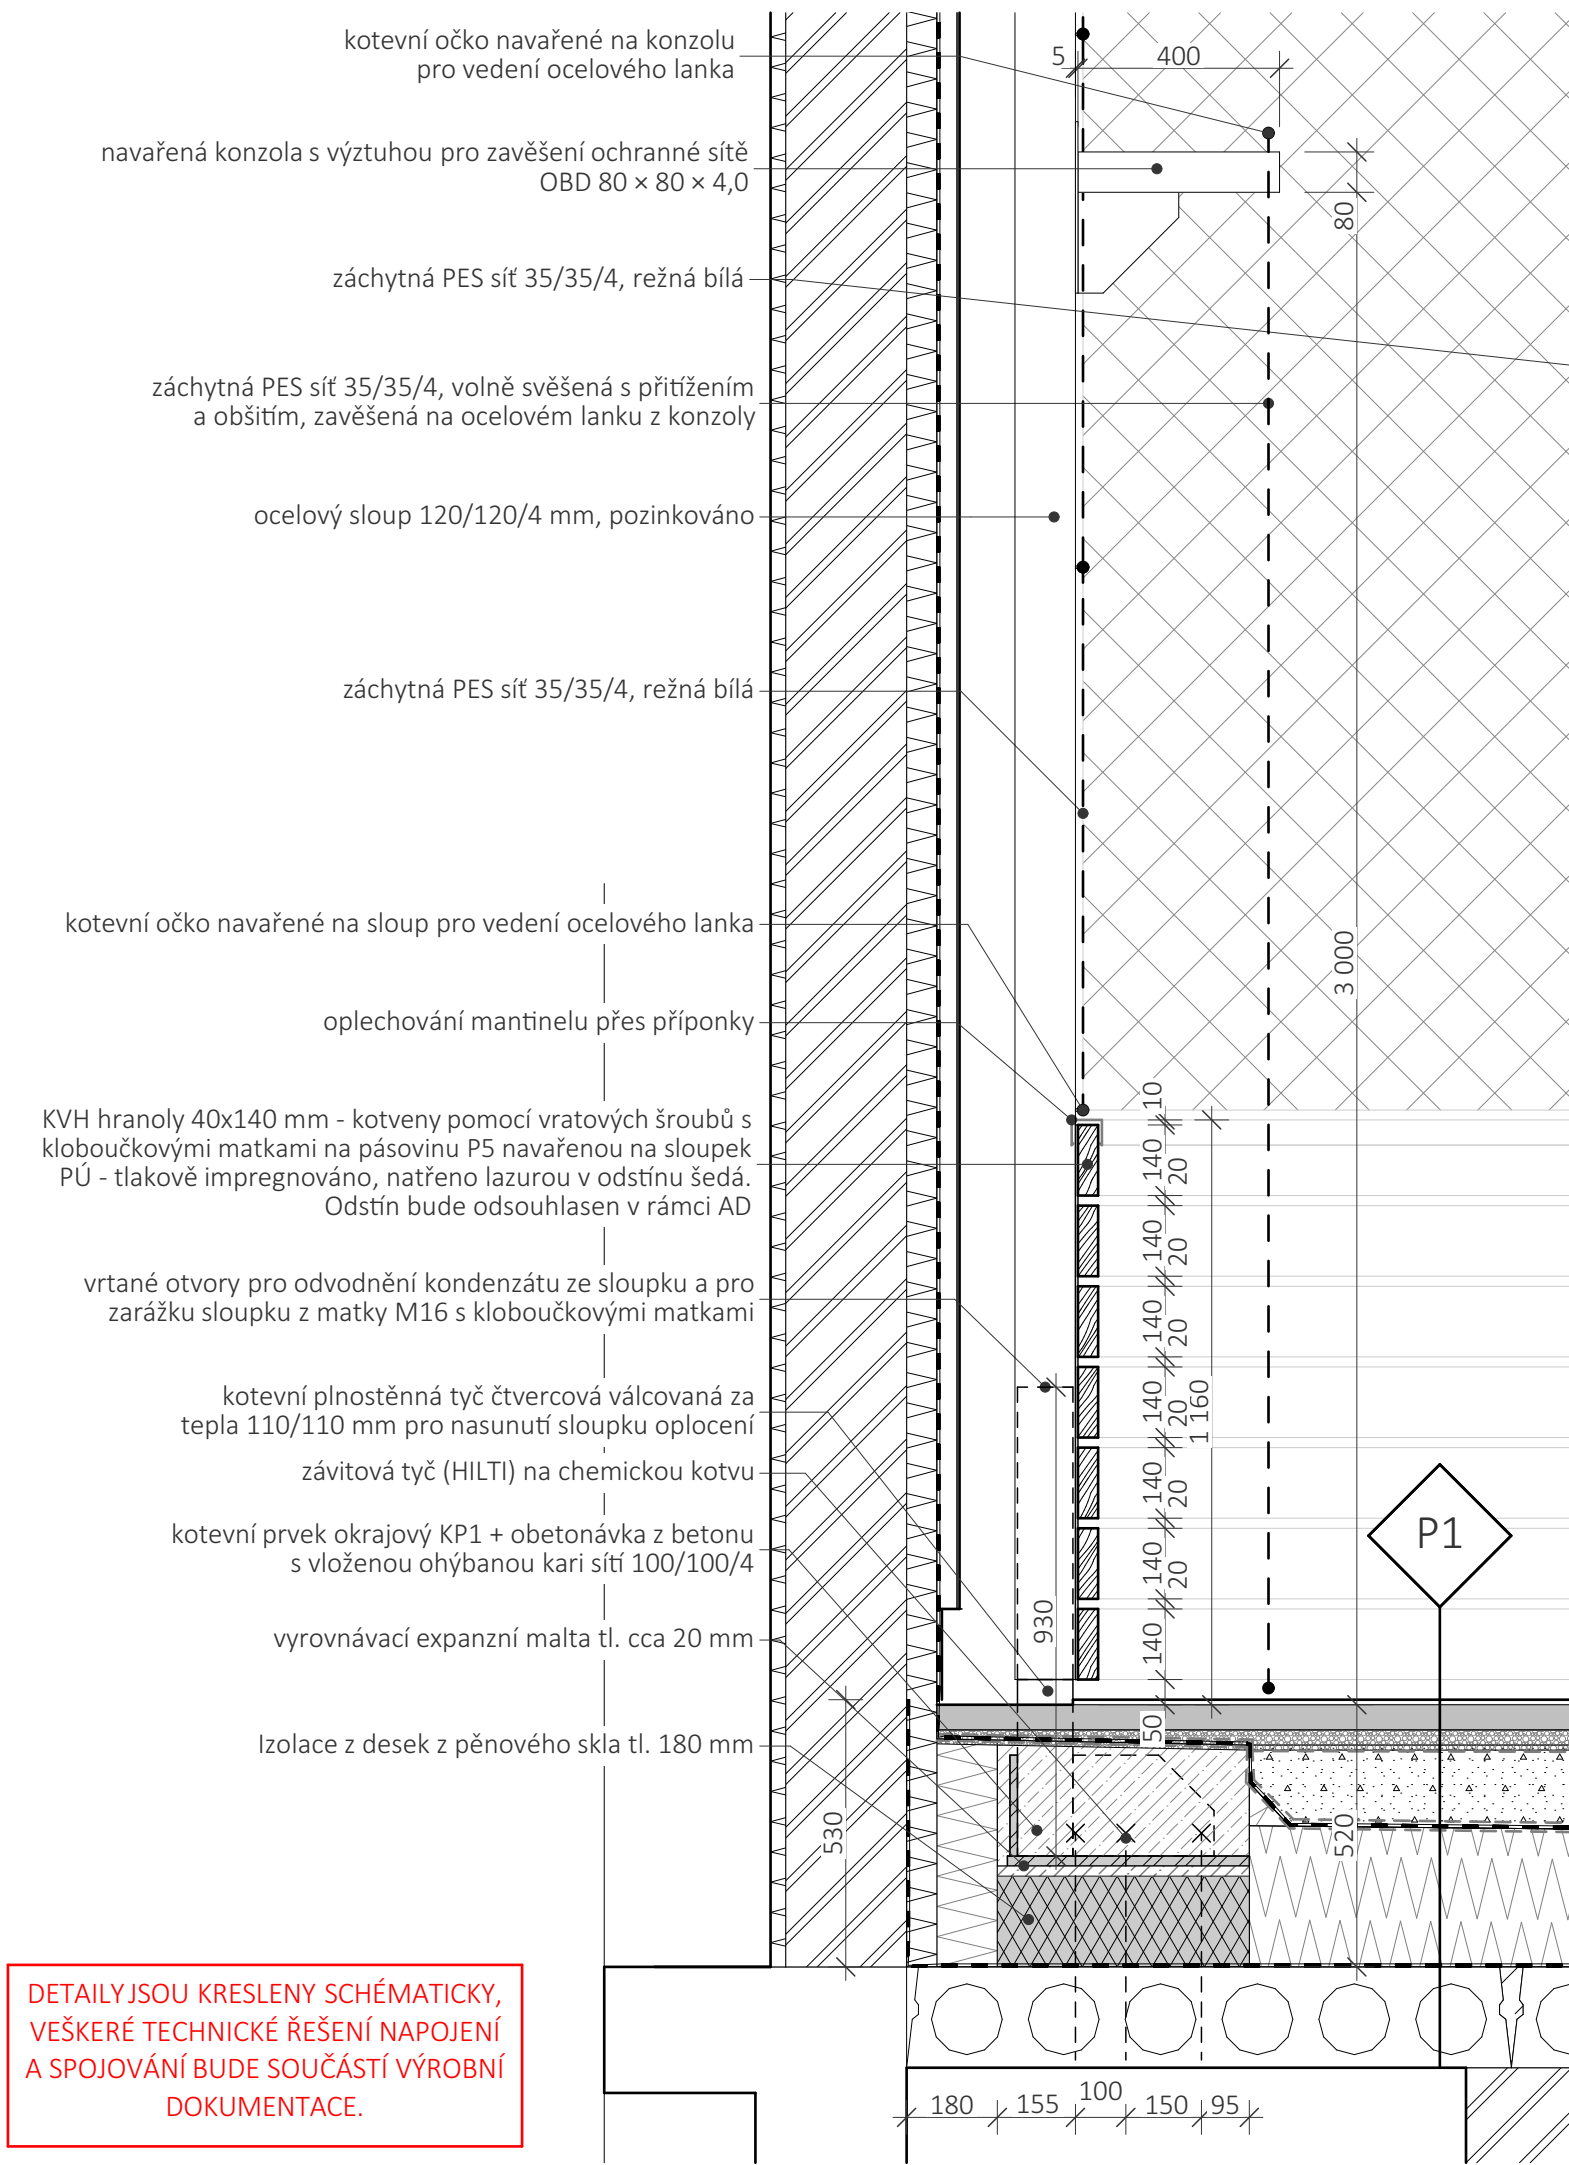 kotevní očko navařené na konzolu
pro vedení ocelového lanka
5
400
navařená konzola s výztuhou pro zavěšení ochranné sítě
OBD 80 × 80 × 4,0
80
záchytná PES síť 35/35/4, režná bílá
záchytná PES síť 35/35/4, volně svěšená s přitížením
a obšitím, zavěšená na ocelovém lanku z konzoly
ocelový sloup 120/120/4 mm, pozinkováno
záchytná PES síť 35/35/4, režná bílá
kotevní očko navařené na sloup pro vedení ocelového lanka
3 000
oplechování mantinelu přes příponky
10
KVH hranoly 40x140 mm - kotveny pomocí vratových šroubů s
kloboučkovými matkami na pásovinu P5 navařenou na sloupek
PÚ - tlakově impregnováno, natřeno lazurou v odstínu šedá.
Odstín bude odsouhlasen v rámci AD
140
20
140
20
vrtané otvory pro odvodnění kondenzátu ze sloupku a pro
zarážku sloupku z matky M16 s kloboučkovými matkami
140
20
kotevní plnostěnná tyč čtvercová válcovaná za
tepla 110/110 mm pro nasunutí sloupku oplocení
140
20
1 160
závitová tyč (HILTI) na chemickou kotvu
140
20
kotevní prvek okrajový KP1 + obetonávka z betonu
s vloženou ohýbanou kari sítí 100/100/4
140
20
P1
930
vyrovnávací expanzní malta tl. cca 20 mm
140
Izolace z desek z pěnového skla tl. 180 mm
50
530
520
DETAILY JSOU KRESLENY SCHÉMATICKY,
VEŠKERÉ TECHNICKÉ ŘEŠENÍ NAPOJENÍ
A SPOJOVÁNÍ BUDE SOUČÁSTÍ VÝROBNÍ
DOKUMENTACE.
180
155
100
150
95